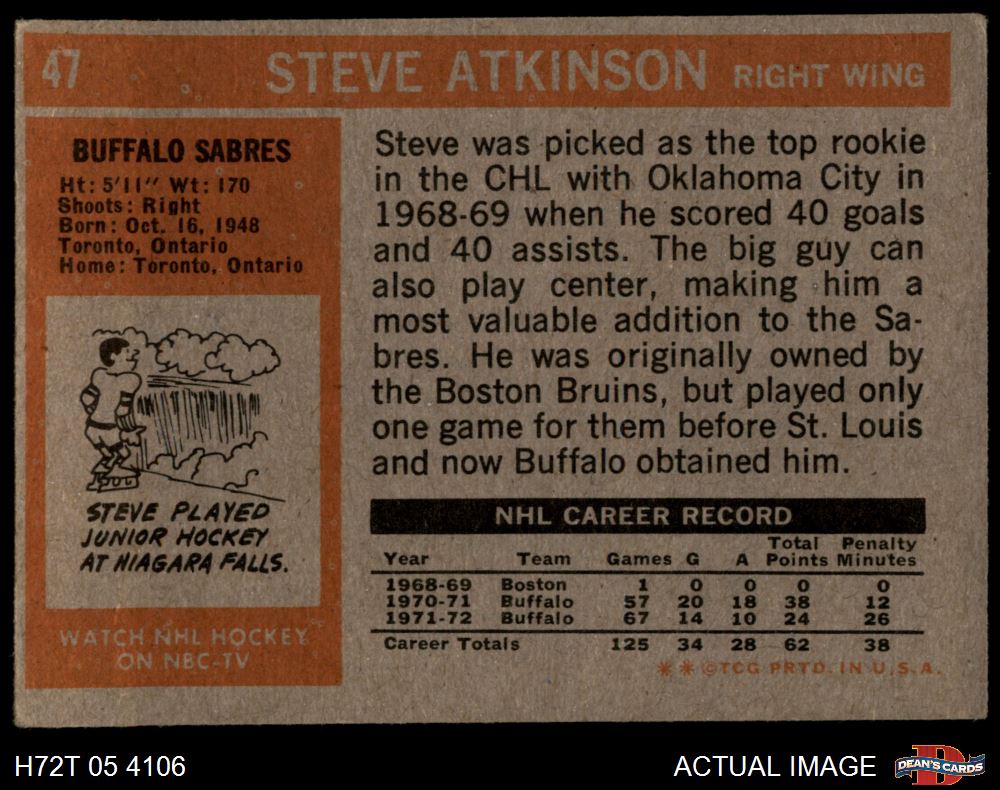 47 STEVE ATKINSON RIGHT WING
BUFFALO SABRES
Ht: 5'11" Wt: 170
Shoots: Right
Born: Oct. 16, 1948
Toronto, Ontario
Home: Toronto, Ontario
STEVE PLAYED
JUNIOR HOCKEY
AT NIAGARA FALLS.
WATCH NHL HOCKEY
ON NBC-TV
Steve was picked as the top rookie
in the CHL with Oklahoma City in
1968-69 when he scored 40 goals
and 40 assists. The big guy can
also play center, making him a
most valuable addition to the Sa-
bres. He was originally owned by
the Boston Bruins, but played only
one game for them before St. Louis
and now Buffalo obtained him.
NHL CAREER RECORD
Year Team Games G A Total Points Penalty Minutes
1968-69 Boston 1 0 0 0 0
1970-71 Buffalo 57 20 18 38 12
1971-72 Buffalo 67 14 10 24 26
Career Totals 125 34 28 62 38
* * ©TCG PRTD. IN U.S.A.
H72T 05 4106 ACTUAL IMAGE DEAN'S CARDS